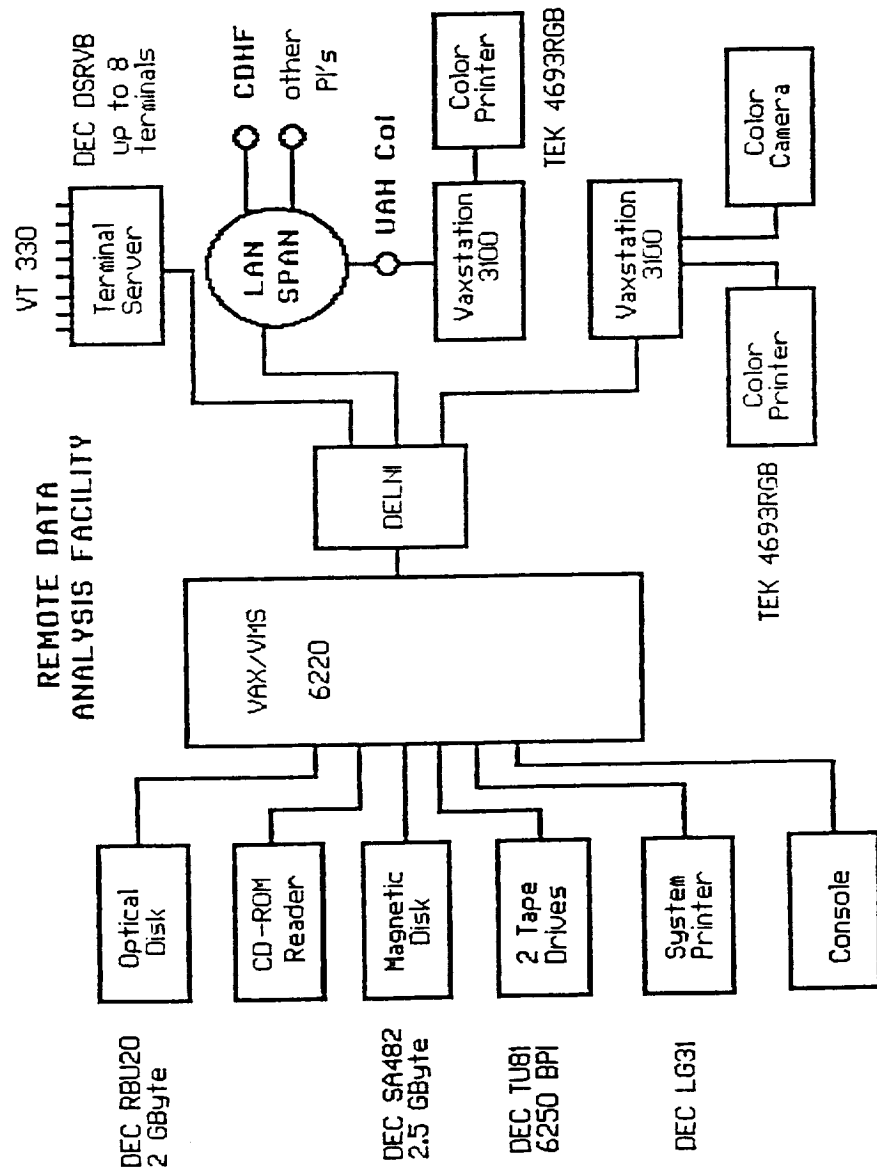 REMOTE DATA
ANALYSIS FACILITY
DEC RBU20
2 GByte
Optical
Disk
CD-ROM
Reader
DEC SA482
2.5 GByte
Magnetic
Disk
DEC TU81
6250 BPI
2 Tape
Drives
DEC LG31
System
Printer
Console
VAX/VMS
6220
DELNI
VT 330
Terminal
Server
DEC DSRVB
up to 8
terminals
LAN
SPAN
CDHF
other
PI's
UAH Col
Vaxstation
3100
Color
Printer
TEK 4693RGB
Vaxstation
3100
Color
Printer
TEK 4693RGB
Color
Camera